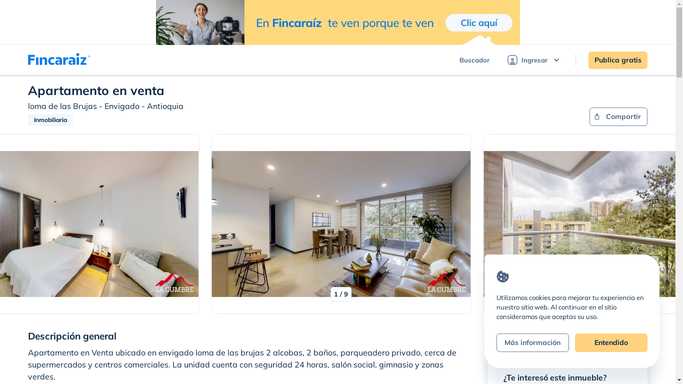 En Fincaraíz te ven porque te ven
Clic aquí
Fincaraiz
Buscador
Ingresar
Publica gratis
Apartamento en venta
loma de las Brujas - Envigado - Antioquia
Inmobiliaria
Compartir
LA CUMBRE
LA CUMBRE
1 / 9
Utilizamos cookies para mejorar tu experiencia en
nuestro sitio web. Al continuar en el sitio
consideramos que aceptas su uso.
Más información
Entendido
Descripción general
Apartamento en Venta ubicado en envigado loma de las brujas 2 alcobas, 2 baños, parqueadero privado, cerca de
supermercados y centros comerciales. La unidad cuenta con seguridad 24 horas, salón social, gimnasio y zonas
verdes.
¿Te interesó este inmueble?